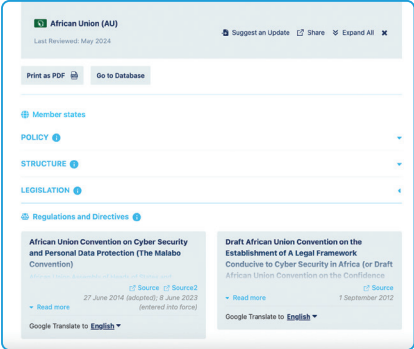 African Union (AU)
Last Reviewed: May 2024
Suggest an Update Share Expand All
Print as PDF Go to Database
Member states
POLICY
STRUCTURE
LEGISLATION
Regulations and Directives
African Union Convention on Cyber Security
and Personal Data Protection (The Malabo
Convention)
Source Source2
27 June 2014 (adopted); 8 June 2023
(entered into force)
Read more
Google Translate to English
Draft African Union Convention on the
Establishment of A Legal Framework
Conducive to Cyber Security in Africa (or Draft
African Union Convention on the Confidence
Source
Read more 1 September 2012
Google Translate to English